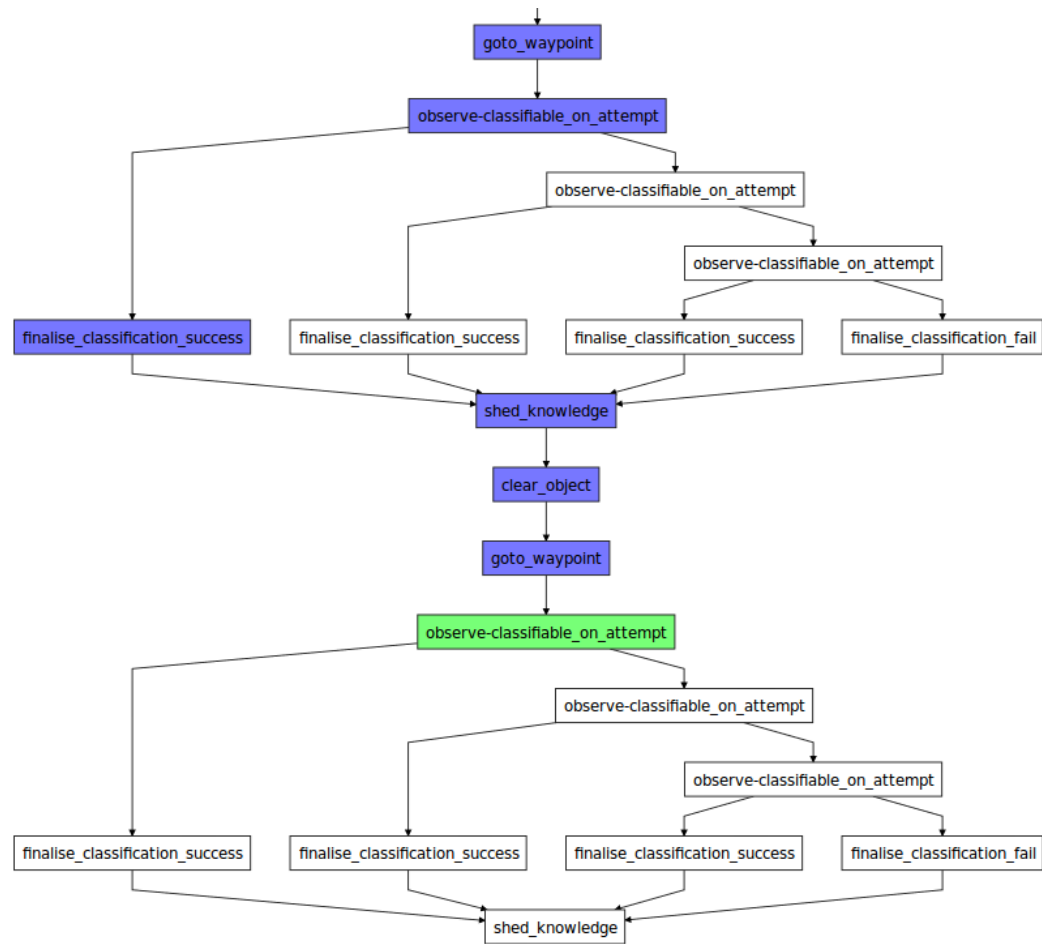 goto_waypoint
observe-classifiable_on_attempt
observe-classifiable_on_attempt
observe-classifiable_on_attempt
finalise_classification_success
finalise_classification_success
finalise_classification_success
finalise_classification_fail
shed_knowledge
clear_object
goto_waypoint
observe-classifiable_on_attempt
observe-classifiable_on_attempt
observe-classifiable_on_attempt
finalise_classification_success
finalise_classification_success
finalise_classification_success
finalise_classification_fail
shed_knowledge